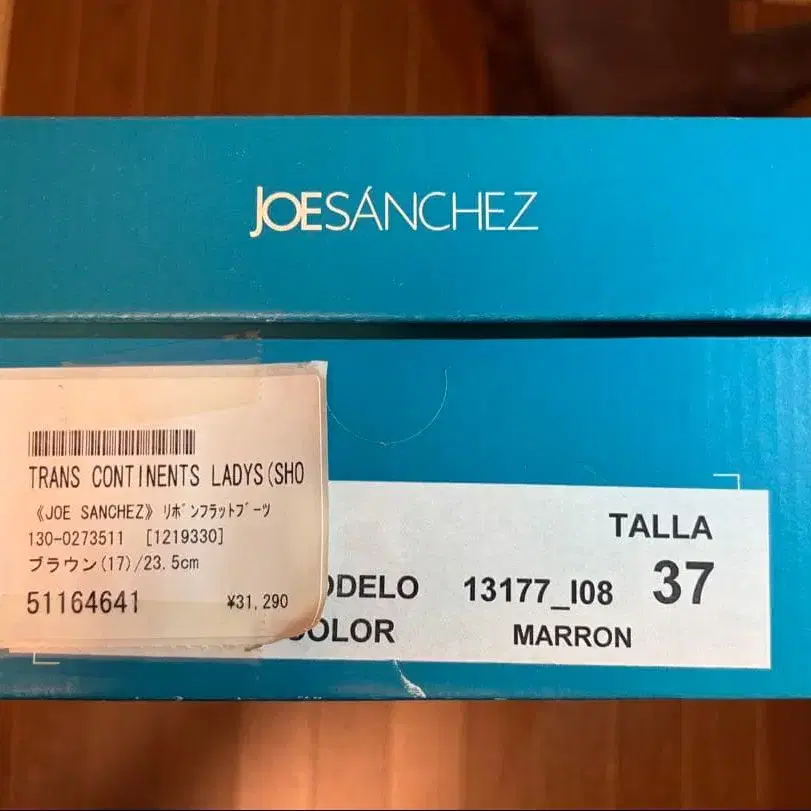 JOESÁNCHEZ
TRANS CONTINENTS LADYS(SHO
《JOE SANCHEZ》 ﾘﾎﾞﾝﾌﾗｯﾄﾌﾞｰﾂ
130-0273511 [1219330]
ブラウン(17)/23.5cm
51164641 ¥31,290
TALLA
ODELO 13177_I08 37
OLOR MARRON